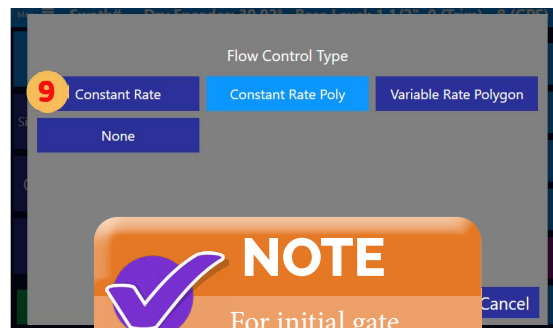 Flow Control Type
9 Constant Rate Constant Rate Poly Variable Rate Polygon
None
NOTE
For initial gate
Cancel